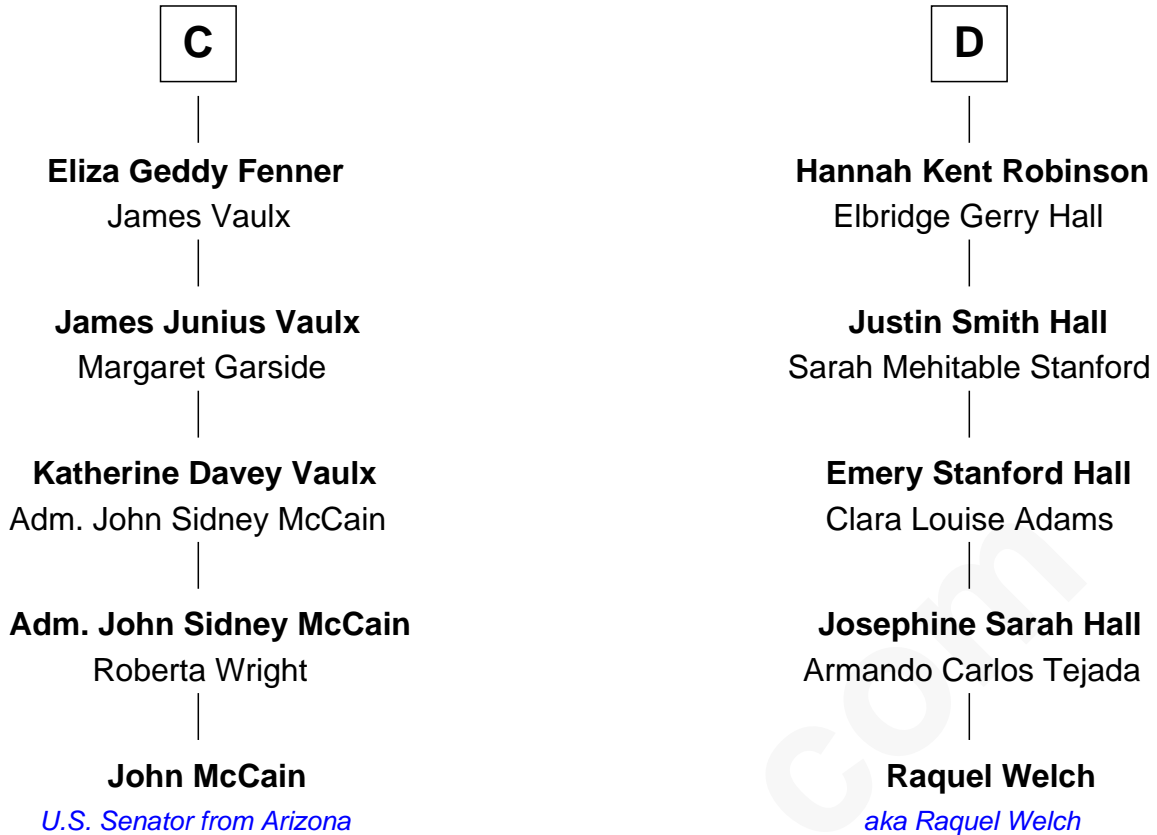 C
Eliza Geddy Fenner
James Vaulx
James Junius Vaulx
Margaret Garside
Katherine Davey Vaulx
Adm. John Sidney McCain
Adm. John Sidney McCain
Roberta Wright
John McCain
U.S. Senator from Arizona
D
Hannah Kent Robinson
Elbridge Gerry Hall
Justin Smith Hall
Sarah Mehitable Stanford
Emery Stanford Hall
Clara Louise Adams
Josephine Sarah Hall
Armando Carlos Tejada
Raquel Welch
aka Raquel Welch
com